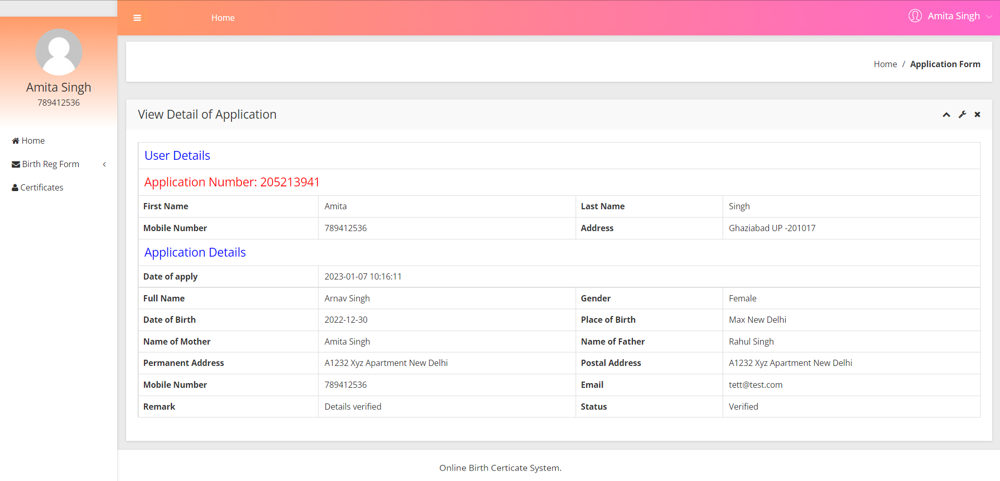 Home
Amita Singh
Amita Singh
789412536
Home
Birth Reg Form
Certificates
Home / Application Form
View Detail of Application
User Details
Application Number: 205213941
First Name Amita Last Name Singh
Mobile Number 789412536 Address Ghaziabad UP -201017
Application Details
Date of apply 2023-01-07 10:16:11
Full Name Arnav Singh Gender Female
Date of Birth 2022-12-30 Place of Birth Max New Delhi
Name of Mother Amita Singh Name of Father Rahul Singh
Permanent Address A1232 Xyz Apartment New Delhi Postal Address A1232 Xyz Apartment New Delhi
Mobile Number 789412536 Email tett@test.com
Remark Details verified Status Verified
Online Birth Certicate System.